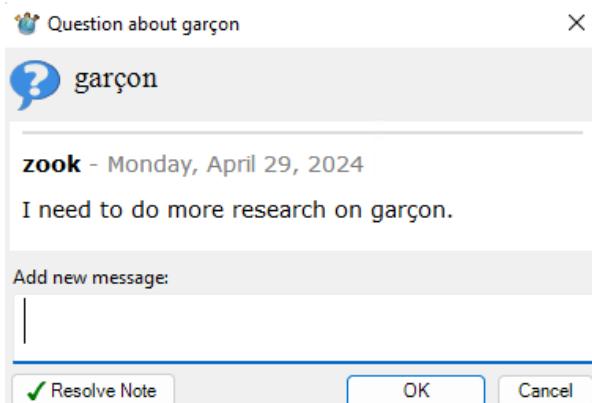 Question about garçon
garçon
zook - Monday, April 29, 2024
I need to do more research on garçon.
Add new message:
Resolve Note OK Cancel